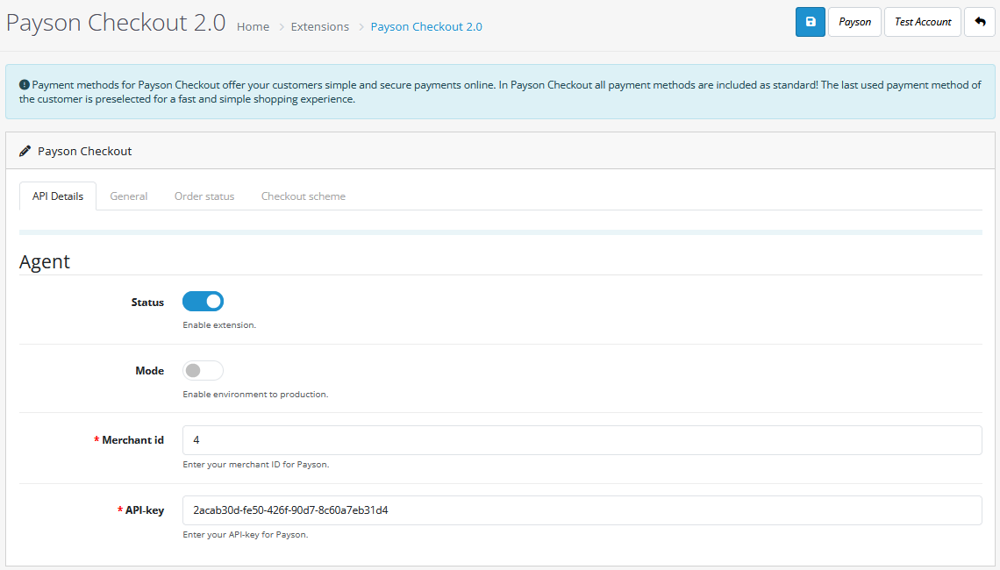 Payson Checkout 2.0 Home Extensions Payson Checkout 2.0 Payson Test Account
Payment methods for Payson Checkout offer your customers simple and secure payments online. In Payson Checkout all payment methods are included as standard! The last used payment method of
the customer is preselected for a fast and simple shopping experience.
Payson Checkout
API Details General Order status Checkout scheme
Agent
Status
Enable extension.
Mode
Enable environment to production.
* Merchant id 4
Enter your merchant ID for Payson.
* API-key 2acab30d-fe50-426f-90d7-8c60a7eb31d4
Enter your API-key for Payson.